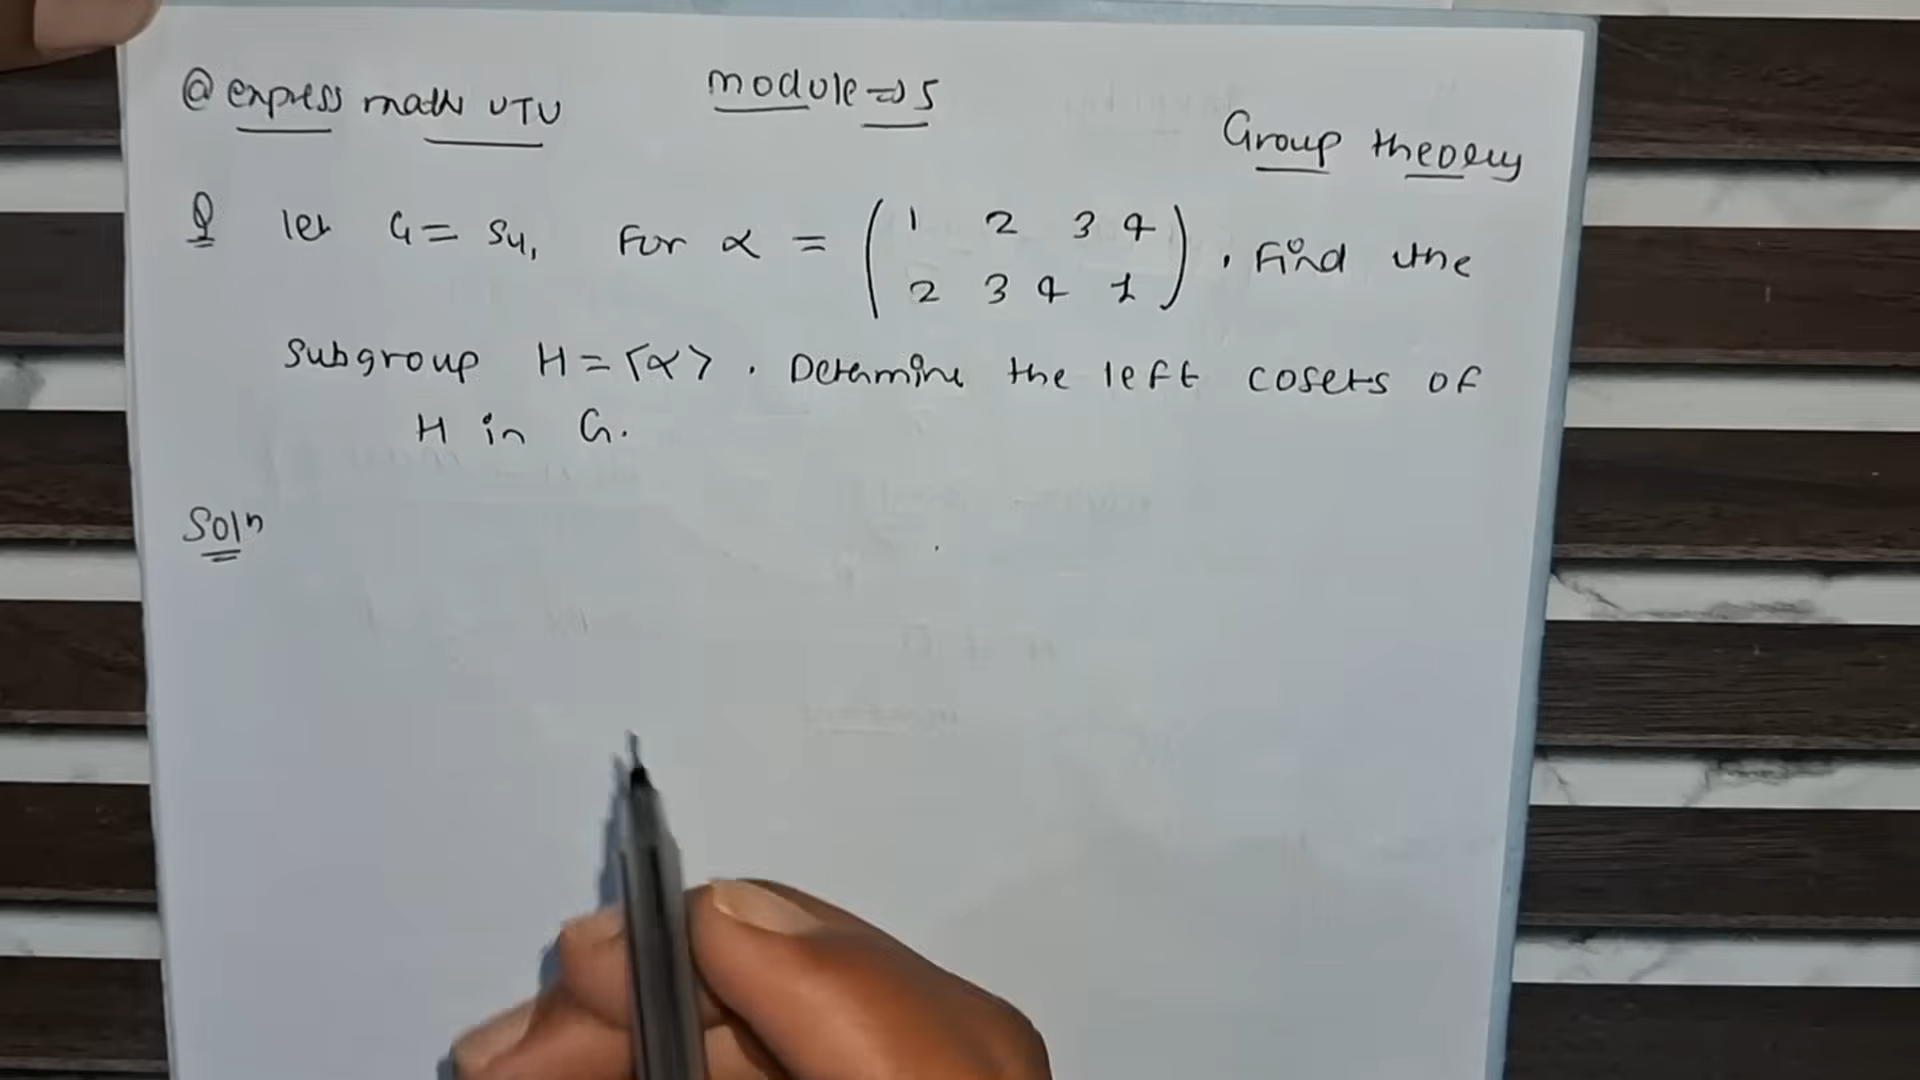 @ express math VTU
module => 5
Group theory
Q let G = S4, For α = ( 1 2 3 4
2 3 4 1 ) . Find the
Subgroup H = <α> . Determine the left cosets of
H in G.
Soln